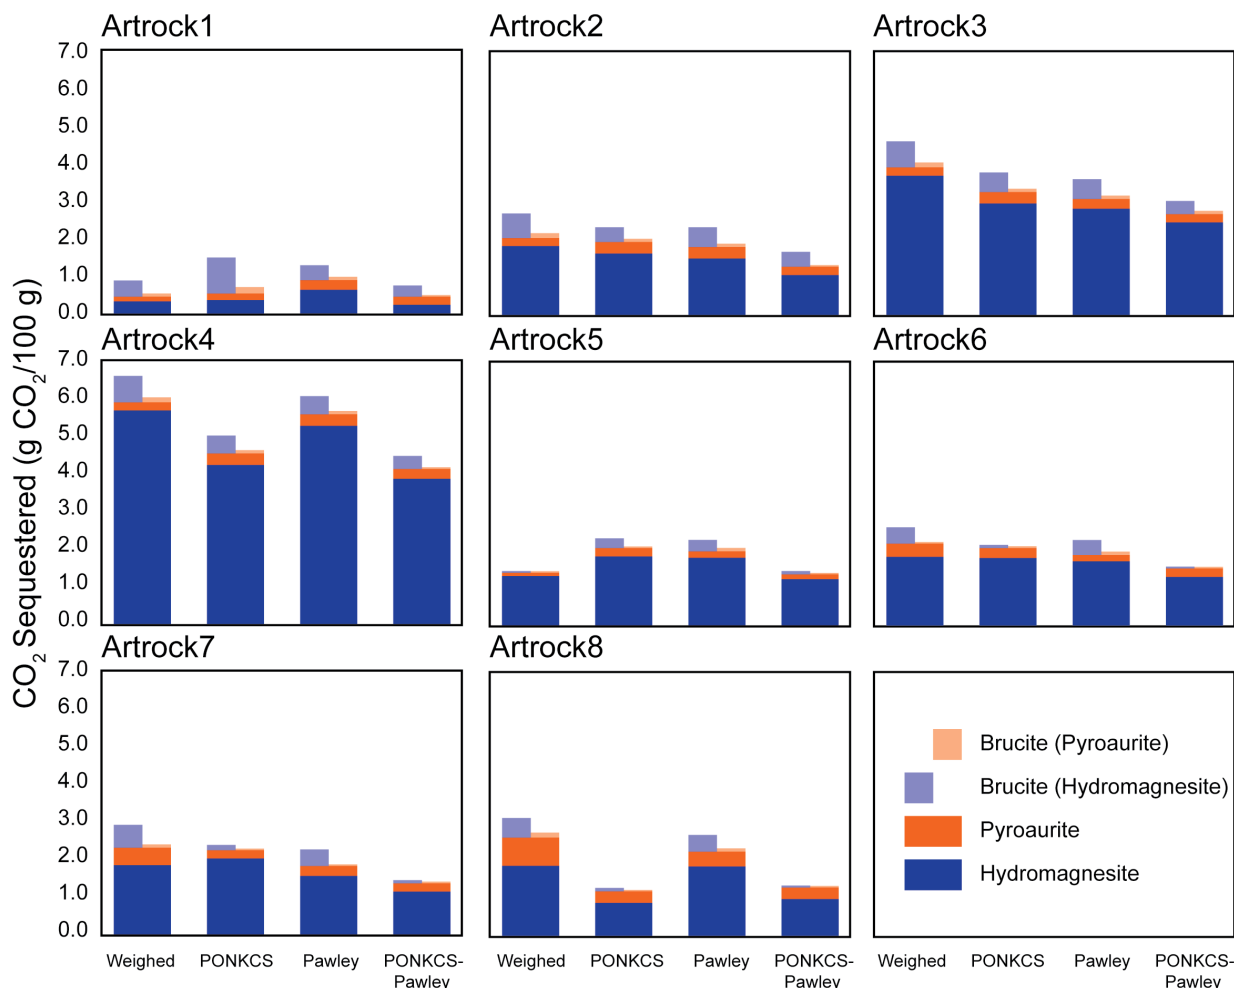 Artrock1
Artrock2
Artrock3
CO2 Sequestered (g CO2/100 g)
7.0
6.0
5.0
4.0
3.0
2.0
1.0
0.0
Artrock4
Artrock5
Artrock6
7.0
6.0
5.0
4.0
3.0
2.0
1.0
0.0
Artrock7
Artrock8
7.0
6.0
5.0
4.0
3.0
2.0
1.0
0.0
Brucite (Pyroaurite)
Brucite (Hydromagnesite)
Pyroaurite
Hydromagnesite
Weighed
PONKCS
Pawley
PONKCS-
Pawley
Weighed
PONKCS
Pawley
PONKCS-
Pawley
Weighed
PONKCS
Pawley
PONKCS-
Pawley